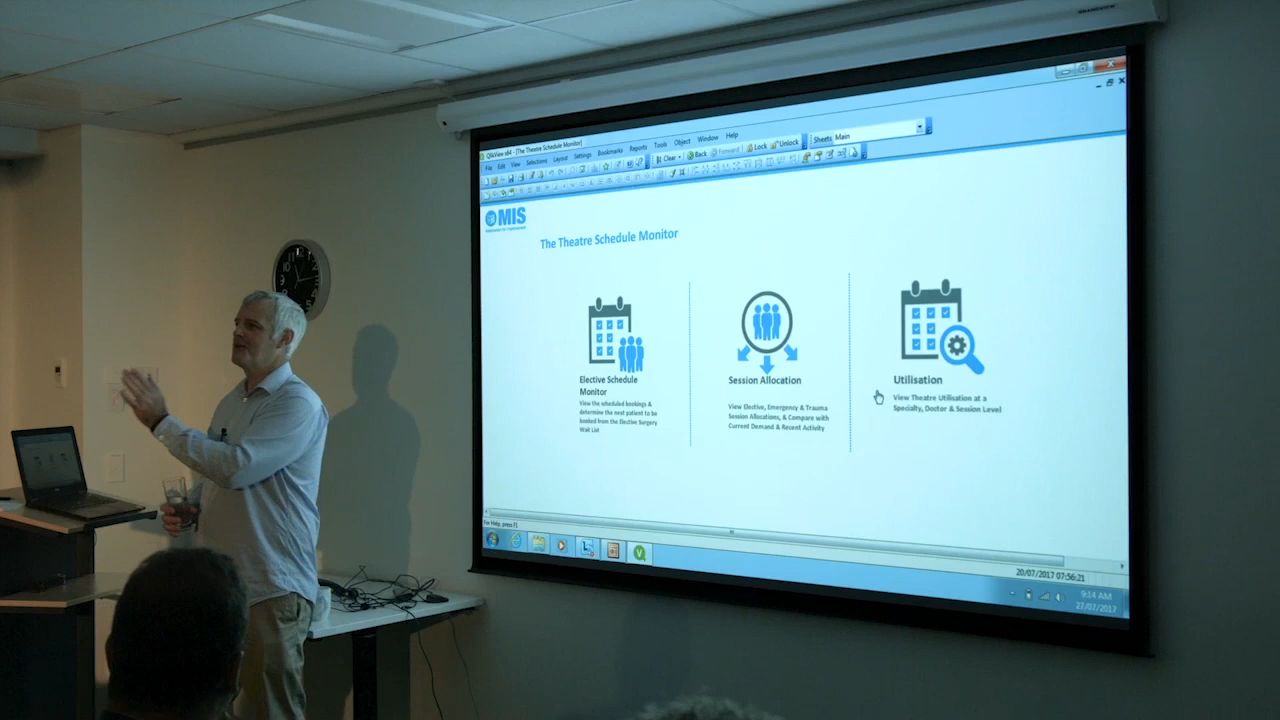 QlikView x64 - [The Theatre Schedule Monitor]
File Edit View Selections Layout Settings Bookmarks Reports Tools Object Window Help
Clear Back Forward Lock Unlock Sheets Main
MIS
The Theatre Schedule Monitor
Elective Schedule
Monitor
View the scheduled bookings &
determine the next patient to be
booked from the Elective Surgery
Wait List
Session Allocation
View Elective, Emergency & Trauma
Session Allocations, & Compare with
Current Demand & Recent Activity
Utilisation
View Theatre Utilisation at a
Specialty, Doctor & Session Level
For Help, press F1
20/07/2017 07:56:21
9:14 AM
27/07/2017